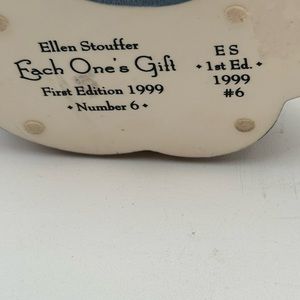 Ellen Stouffer
Each One's Gift
First Edition 1999
• Number 6 •
E S
• 1st Ed. •
1999
#6